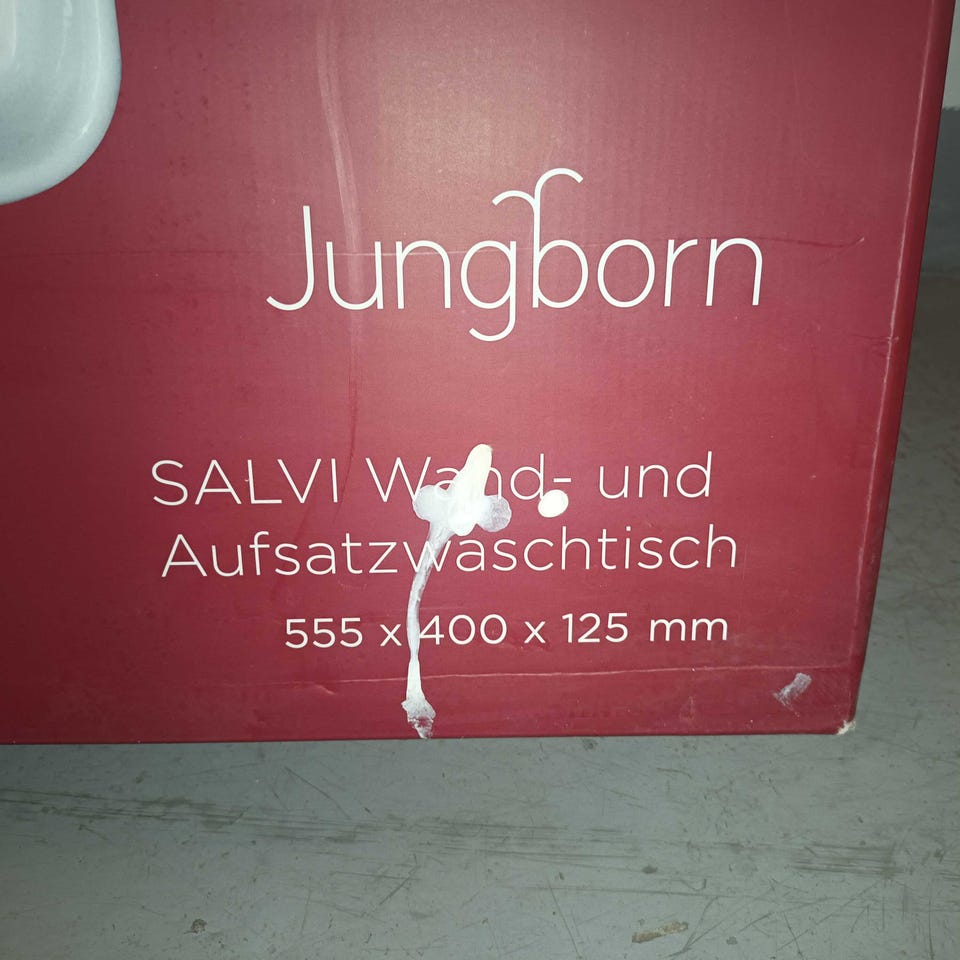 Jungborn
SALVI Wand- und
Aufsatzwaschtisch
555 x 400 x 125 mm